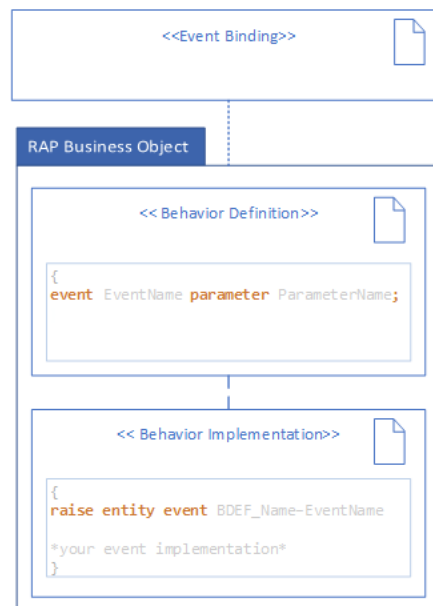 <<Event Binding>>
RAP Business Object
<< Behavior Definition>>
{
event EventName parameter ParameterName;
<< Behavior Implementation>>
{
raise entity event BDEF_Name-EventName
*your event implementation*
}